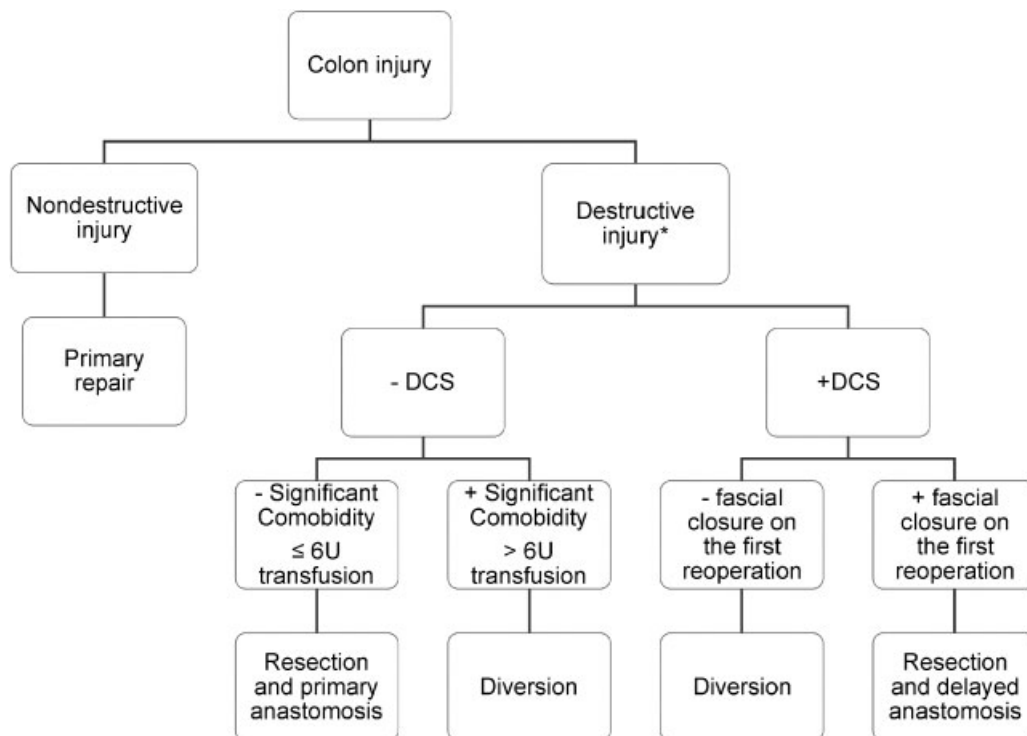 Colon injury
Nondestructive
injury
Destructive
injury*
Primary
repair
- DCS
+DCS
- Significant
Comobidity
≤ 6U
transfusion
+ Significant
Comobidity
> 6U
transfusion
- fascial
closure on
the first
reoperation
+ fascial
closure on
the first
reoperation
Resection
and primary
anastomosis
Diversion
Diversion
Resection
and delayed
anastomosis